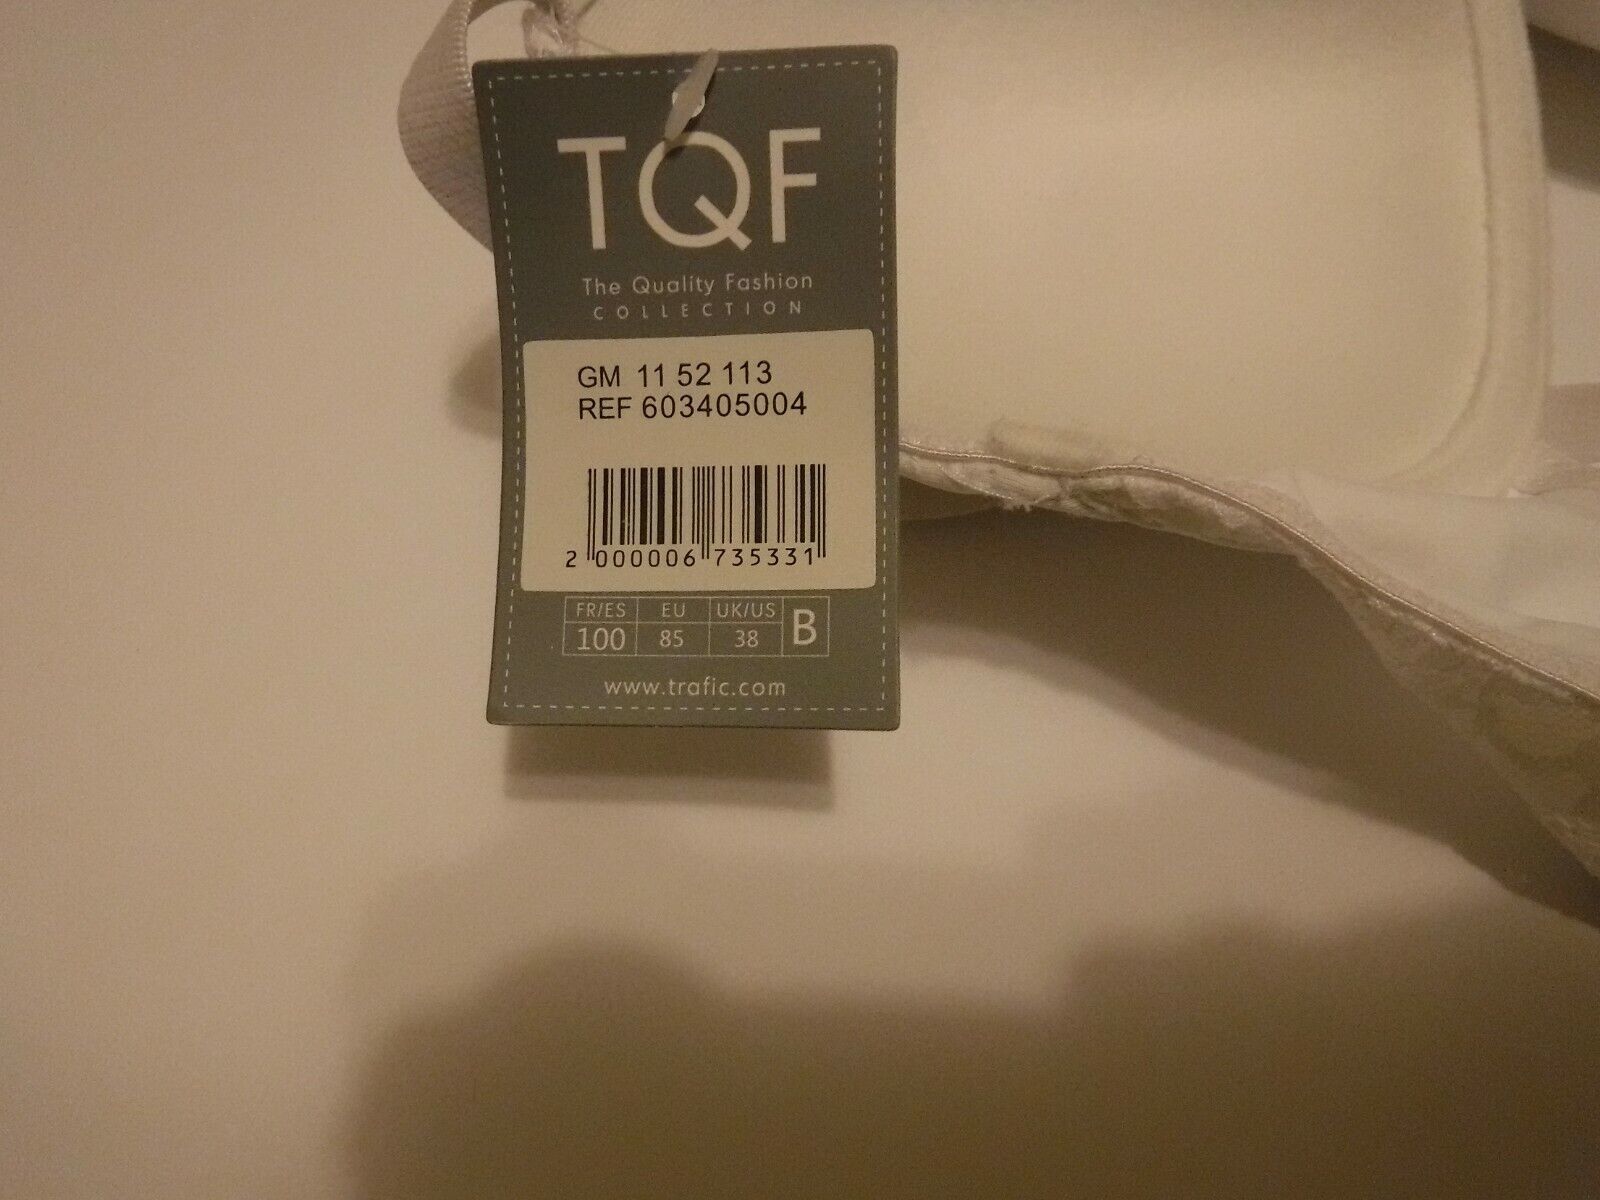 TQF
The Quality Fashion
COLLECTION
GM 11 52 113
REF 603405004
2 000006 735331
FR/ES EU UK/US B
100 85 38
www.trafic.com